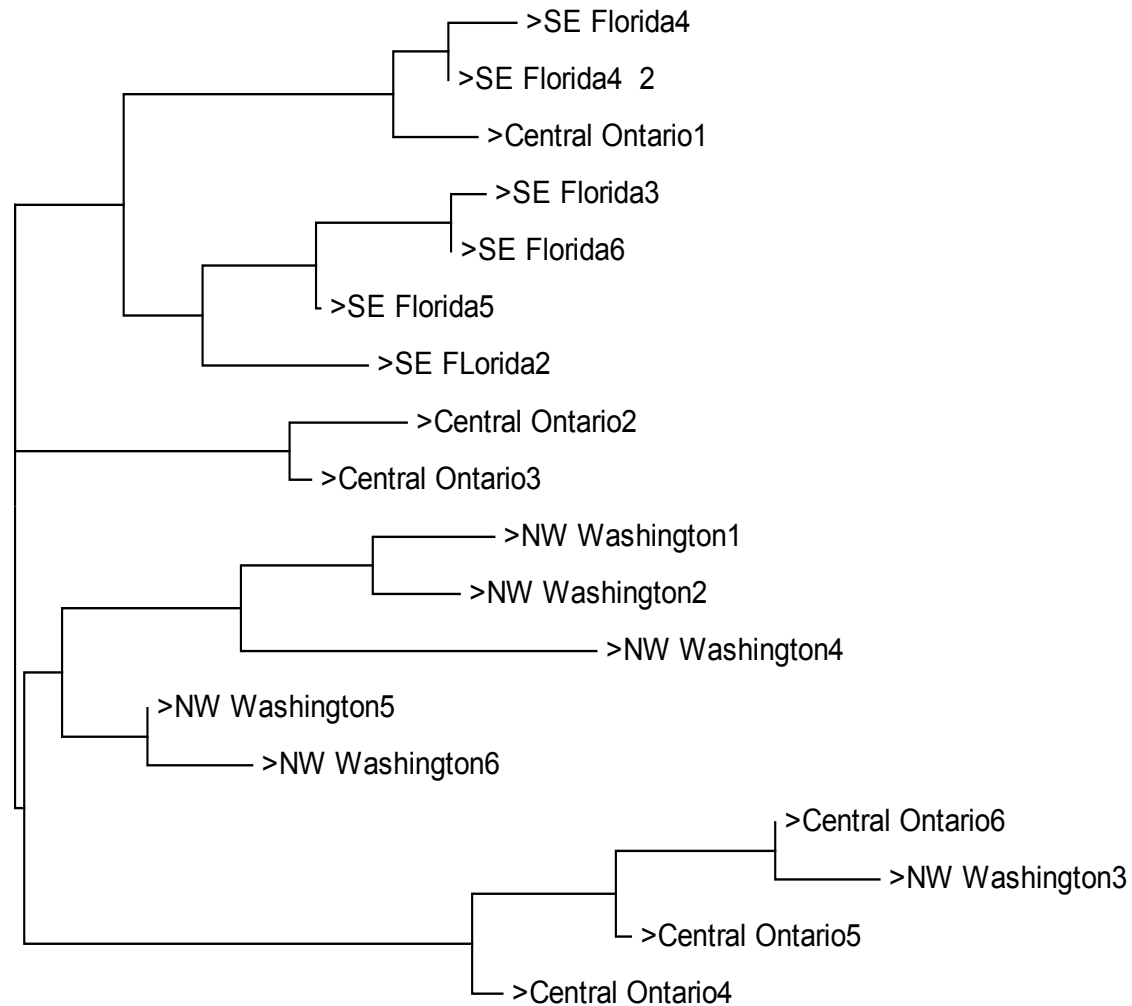 >SE Florida4
>SE Florida4 2
>Central Ontario1
>SE Florida3
>SE Florida6
>SE Florida5
>SE FLorida2
>Central Ontario2
>Central Ontario3
>NW Washington1
>NW Washington2
>NW Washington4
>NW Washington5
>NW Washington6
>Central Ontario6
>NW Washington3
>Central Ontario5
>Central Ontario4